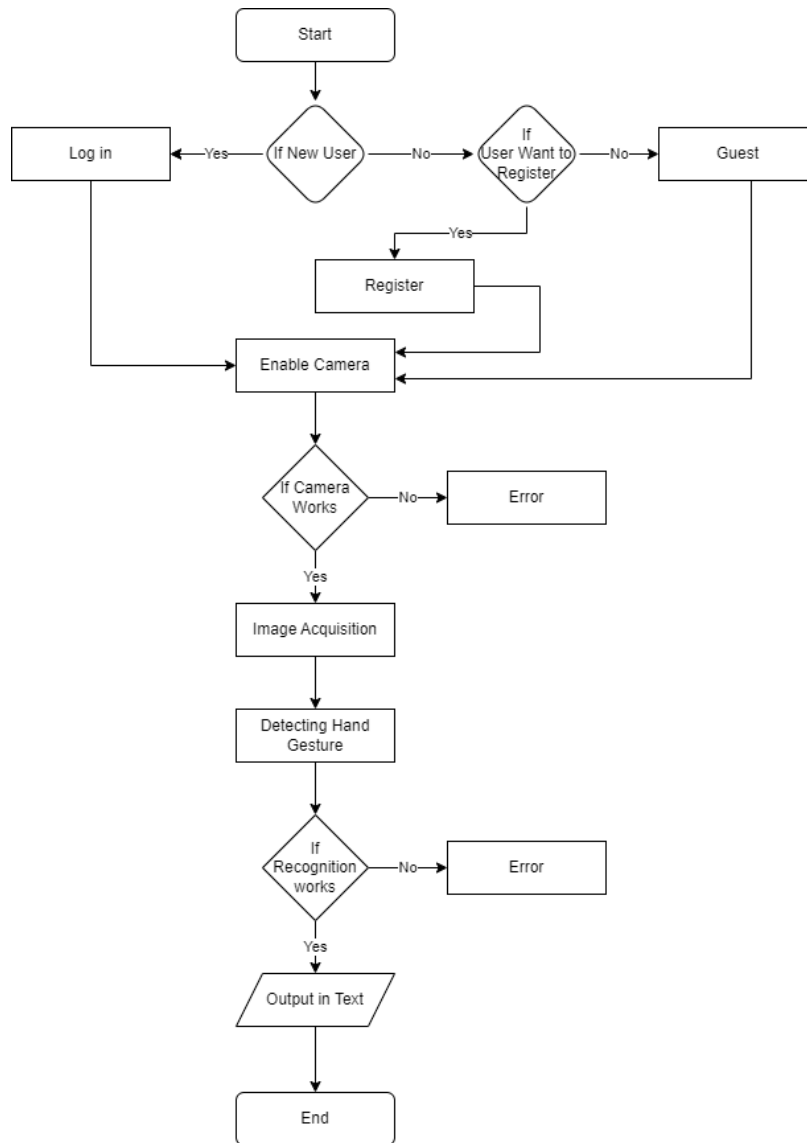 Start
Log in
Yes
If New User
No
If
User Want to
Register
No
Guest
Yes
Register
Enable Camera
If Camera
Works
No
Error
Yes
Image Acquisition
Detecting Hand
Gesture
If
Recognition
works
No
Error
Yes
Output in Text
End